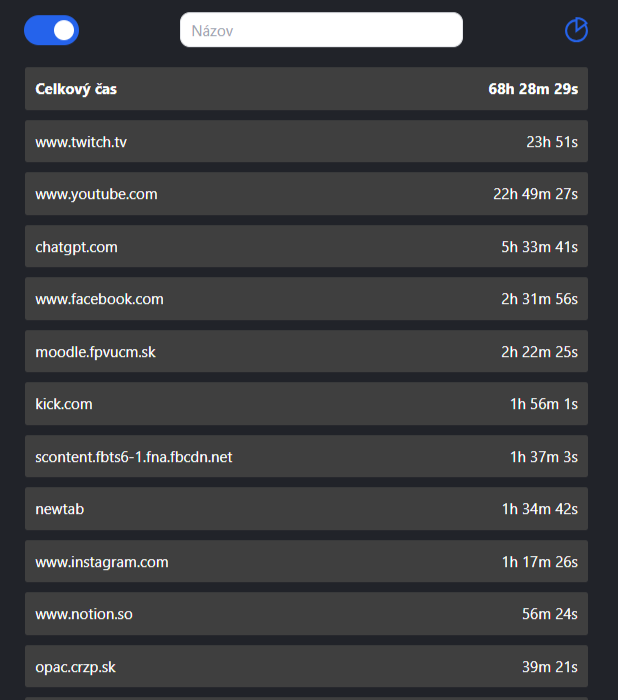 Názov
Celkový čas 68h 28m 29s
www.twitch.tv 23h 51s
www.youtube.com 22h 49m 27s
chatgpt.com 5h 33m 41s
www.facebook.com 2h 31m 56s
moodle.fpvucm.sk 2h 22m 25s
kick.com 1h 56m 1s
scontent.fbts6-1.fna.fbcdn.net 1h 37m 3s
newtab 1h 34m 42s
www.instagram.com 1h 17m 26s
www.notion.so 56m 24s
opac.crzp.sk 39m 21s